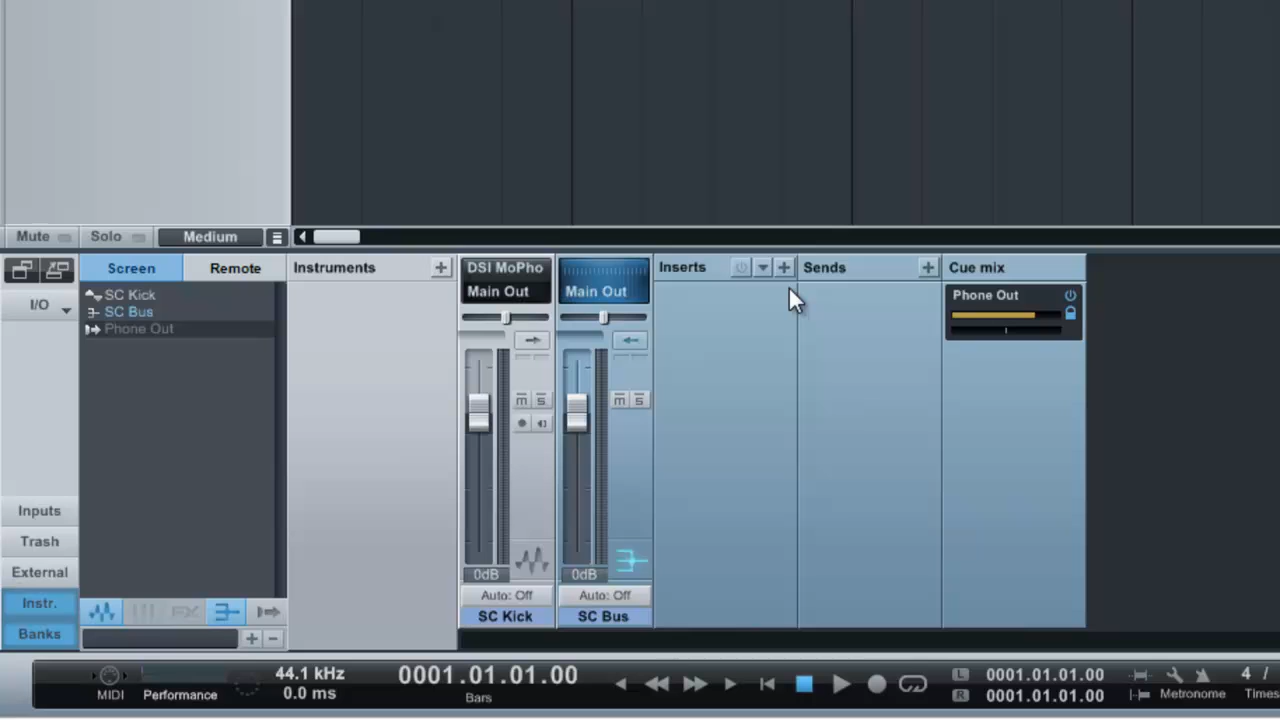 Mute Solo Medium
Screen Remote Instruments DSI MoPho Inserts Sends Cue mix
Main Out Main Out Phone Out
I/O SC Kick
SC Bus
Phone Out
m s m s
Inputs
Trash
External
0dB 0dB
Instr. FX Auto: Off Auto: Off
Banks SC Kick SC Bus
44.1 kHz 0001.01.01.00 L 0001.01.01.00 4 /
MIDI Performance 0.0 ms Bars R 0001.01.01.00 Metronome Times